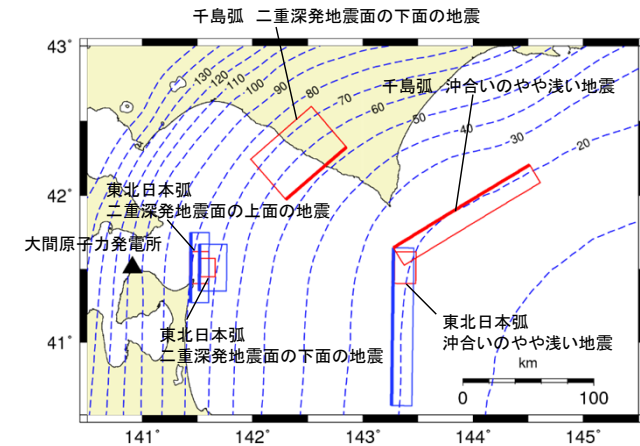 千島弧 二重深発地震面の下面の地震
43°
130
120
110
100
90
80
70
60
50
40
30
20
千島弧 沖合いのやや浅い地震
42°
東北日本弧
二重深発地震面の上面の地震
大間原子力発電所
41°
東北日本弧
二重深発地震面の下面の地震
東北日本弧
沖合いのやや浅い地震
km
0 100
141° 142° 143° 144° 145°